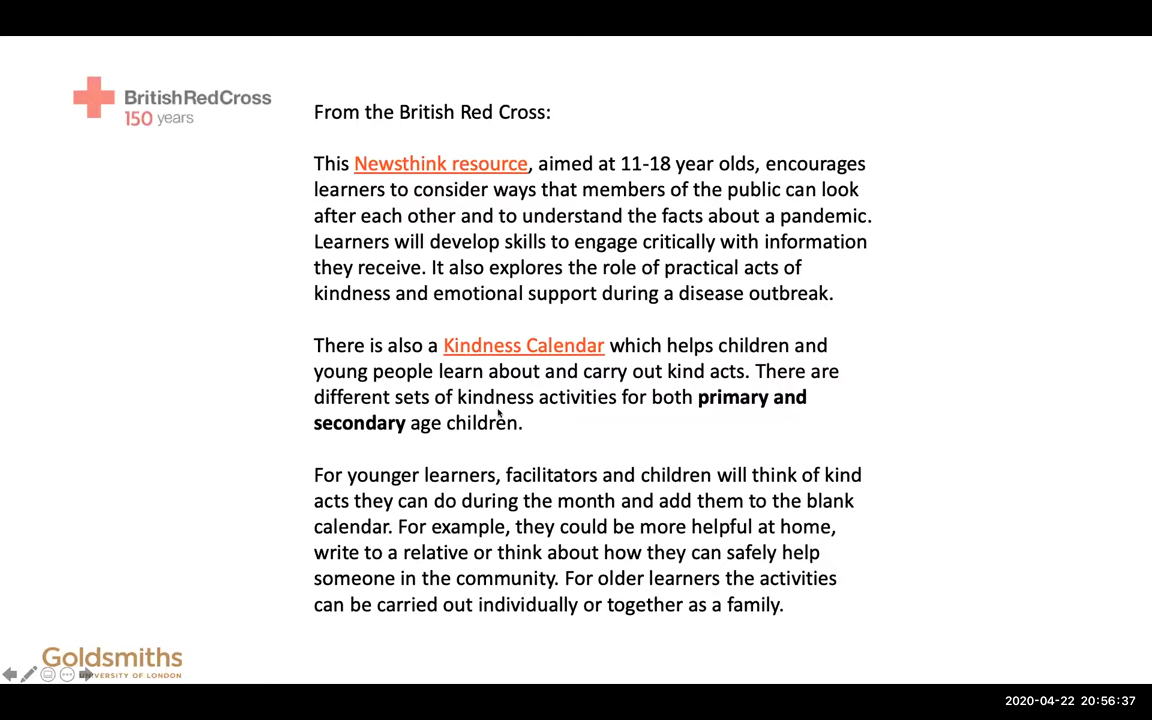 BritishRedCross
150 years
From the British Red Cross:
This Newsthink resource, aimed at 11-18 year olds, encourages
learners to consider ways that members of the public can look
after each other and to understand the facts about a pandemic.
Learners will develop skills to engage critically with information
they receive. It also explores the role of practical acts of
kindness and emotional support during a disease outbreak.
There is also a Kindness Calendar which helps children and
young people learn about and carry out kind acts. There are
different sets of kindness activities for both primary and
secondary age children.
For younger learners, facilitators and children will think of kind
acts they can do during the month and add them to the blank
calendar. For example, they could be more helpful at home,
write to a relative or think about how they can safely help
someone in the community. For older learners the activities
can be carried out individually or together as a family.
Goldsmiths
UNIVERSITY OF LONDON
2020-04-22 20:56:37